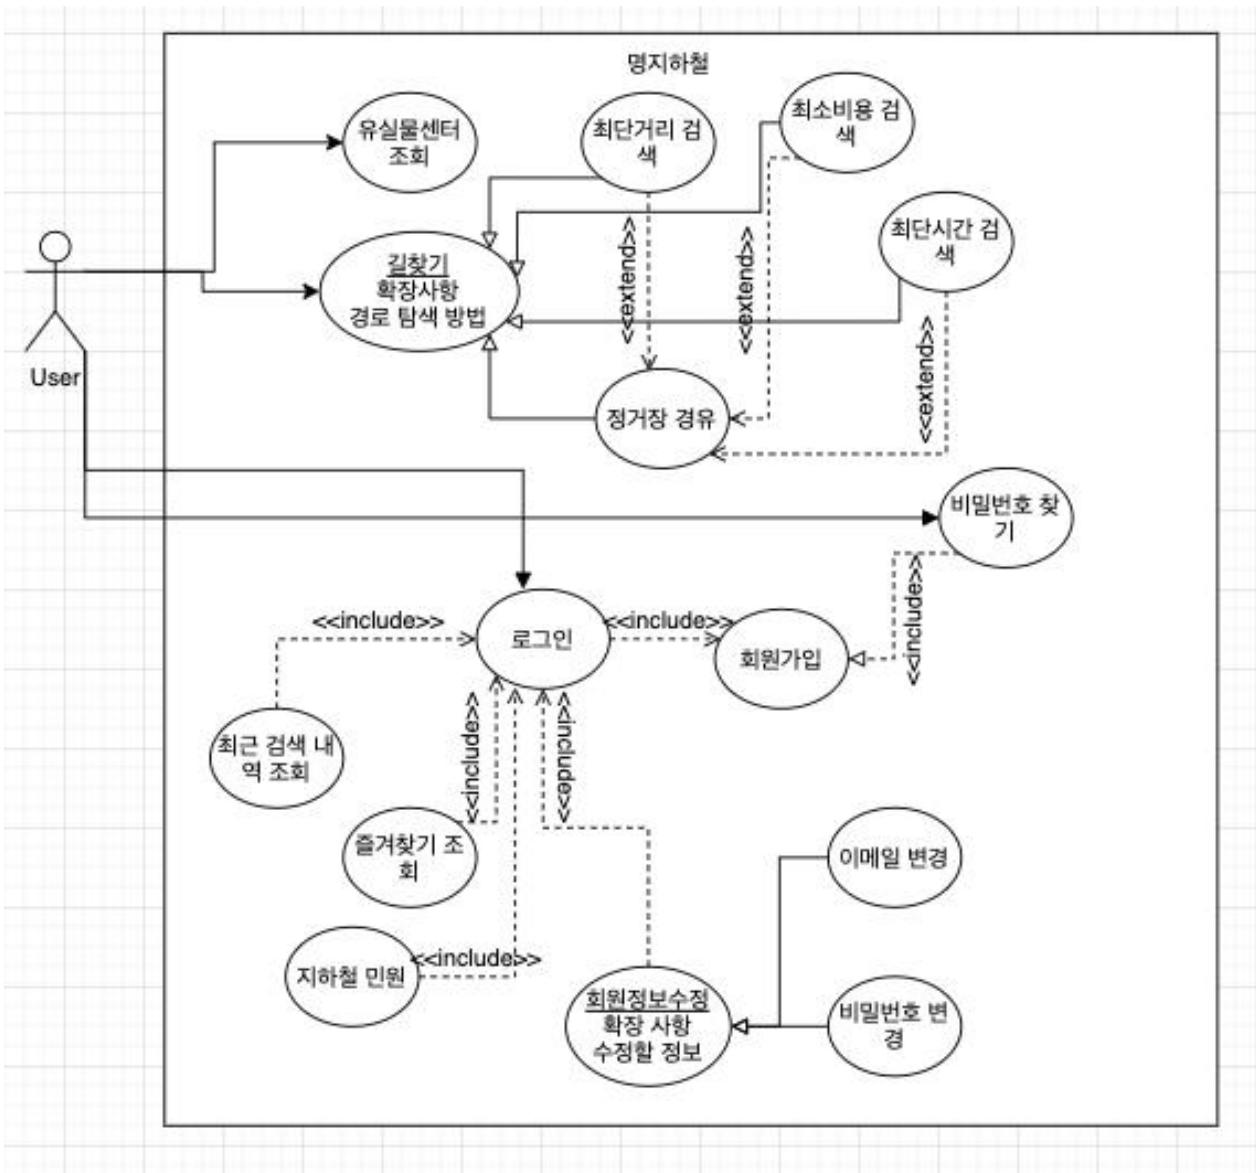 명지하철
유실물센터
조회
최단거리 검
색
최소비용 검
색
최단시간 검
색
길찾기
확장사항
경로 탐색 방법
<<extend>>
<<extend>>
<<extend>>
User
정거장 경유
비밀번호 찾
기
<<include>>
로그인
<<include>>
회원가입
<<include>>
최근 검색 내
역 조회
<<include>>
<<include>>
즐겨찾기 조
회
이메일 변경
지하철 민원
<<include>>
회원정보수정
확장 사항
수정할 정보
비밀번호 변
경